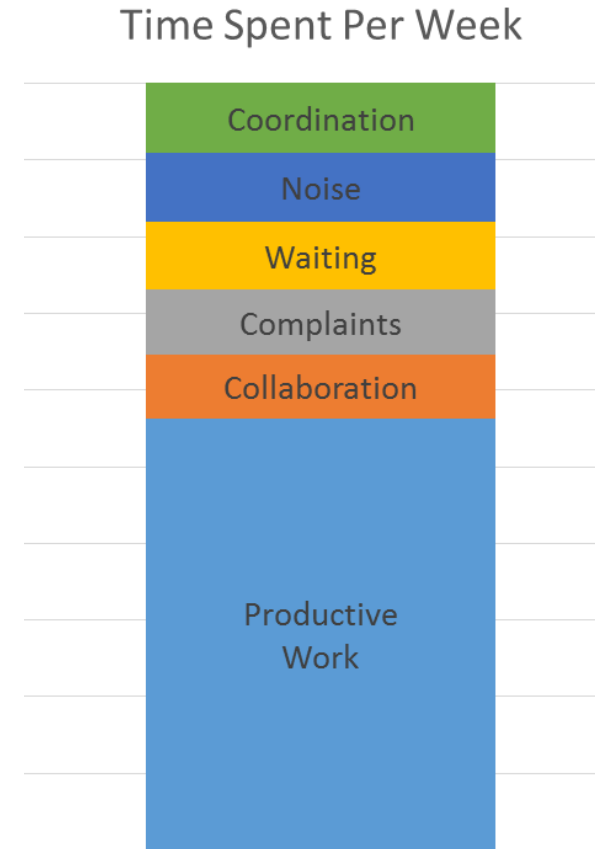 Time Spent Per Week
Coordination
Noise
Waiting
Complaints
Collaboration
Productive
Work